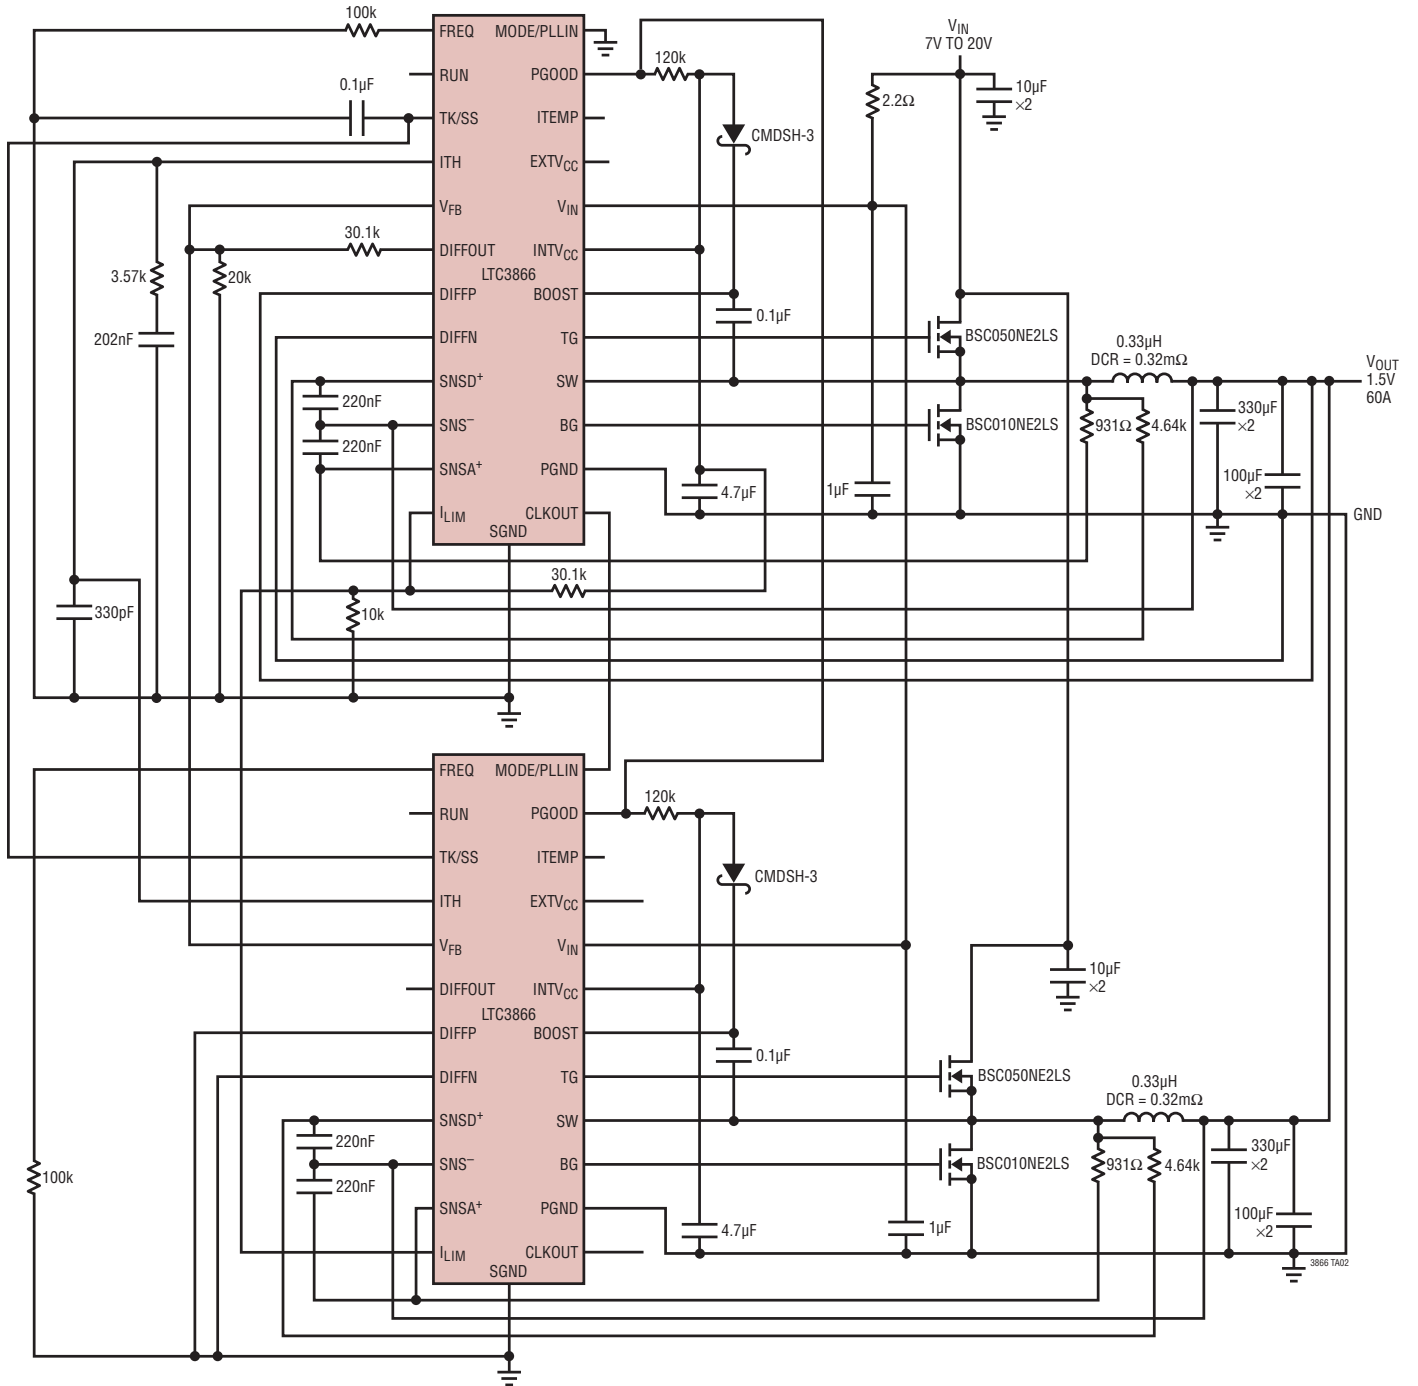 100k
FREQ MODE/PLLIN
V_IN
7V TO 20V
120k
RUN PGOOD
10µF
×2
0.1µF
2.2Ω
TK/SS ITEMP
CMDSH-3
ITH EXTV_CC
V_FB V_IN
30.1k
DIFFOUT INTV_CC
LTC3866
3.57k
20k
DIFFP BOOST
0.1µF
202nF
DIFFN TG
BSC050NE2LS
0.33µH
DCR = 0.32mΩ
V_OUT
1.5V
60A
SNSD+ SW
220nF
330µF
×2
SNS– BG
BSC010NE2LS
931Ω
4.64k
220nF
SNSA+ PGND
100µF
×2
4.7µF
1µF
I_LIM CLKOUT
GND
SGND
30.1k
330pF
10k
FREQ MODE/PLLIN
120k
RUN PGOOD
TK/SS ITEMP
CMDSH-3
ITH EXTV_CC
V_FB V_IN
10µF
×2
DIFFOUT INTV_CC
LTC3866
DIFFP BOOST
0.1µF
DIFFN TG
BSC050NE2LS
0.33µH
DCR = 0.32mΩ
SNSD+ SW
220nF
330µF
×2
SNS– BG
BSC010NE2LS
931Ω
4.64k
100k
220nF
SNSA+ PGND
100µF
×2
4.7µF
1µF
I_LIM CLKOUT
SGND
3866 TA02